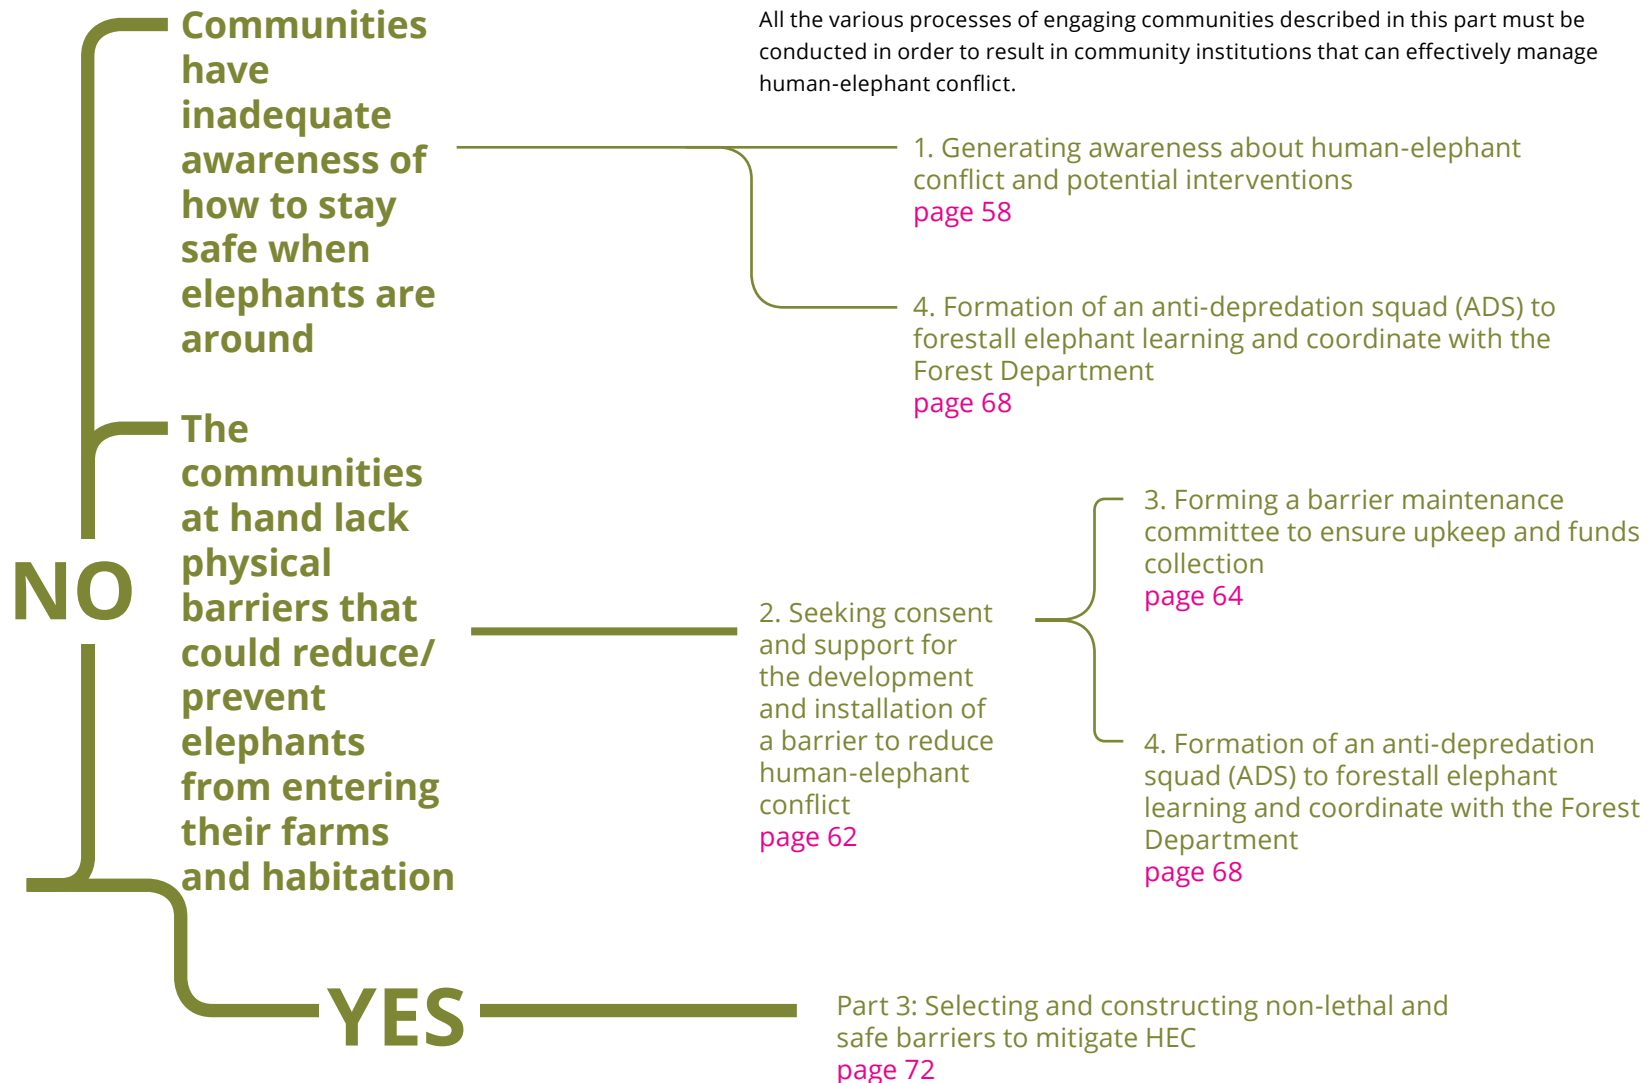 Communities
have
inadequate
awareness of
how to stay
safe when
elephants are
around
All the various processes of engaging communities described in this part must be
conducted in order to result in community institutions that can effectively manage
human-elephant conflict.
1. Generating awareness about human-elephant
conflict and potential interventions
page 58
4. Formation of an anti-depredation squad (ADS) to
forestall elephant learning and coordinate with the
Forest Department
page 68
NO
The
communities
at hand lack
physical
barriers that
could reduce/
prevent
elephants
from entering
their farms
and habitation
2. Seeking consent
and support for
the development
and installation of
a barrier to reduce
human-elephant
conflict
page 62
3. Forming a barrier maintenance
committee to ensure upkeep and funds
collection
page 64
4. Formation of an anti-depredation
squad (ADS) to forestall elephant
learning and coordinate with the Forest
Department
page 68
YES
Part 3: Selecting and constructing non-lethal and
safe barriers to mitigate HEC
page 72